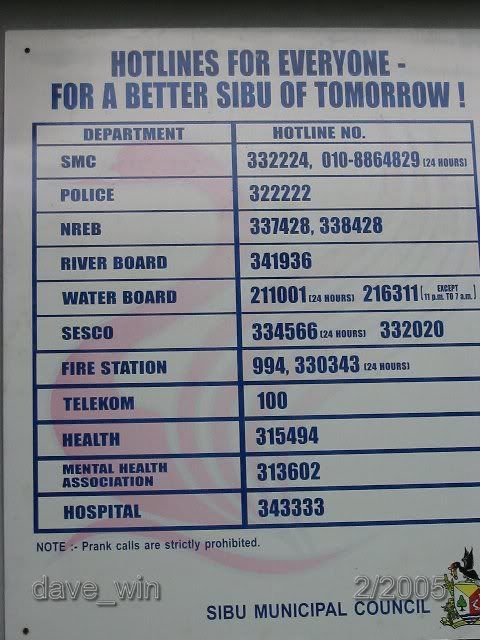 HOTLINES FOR EVERYONE -
FOR A BETTER SIBU OF TOMORROW !
DEPARTMENT HOTLINE NO.
SMC 332224, 010-8864829 (24 HOURS)
POLICE 322222
NREB 337428, 338428
RIVER BOARD 341936
WATER BOARD 211001 (24 HOURS) 216311 (EXCEPT 11 p.m. TO 7 a.m.)
SESCO 334566 (24 HOURS) 332020
FIRE STATION 994, 330343 (24 HOURS)
TELEKOM 100
HEALTH 315494
MENTAL HEALTH
ASSOCIATION 313602
HOSPITAL 343333
NOTE :- Prank calls are strictly prohibited.
dave_win 2/2005
SIBU MUNICIPAL COUNCIL